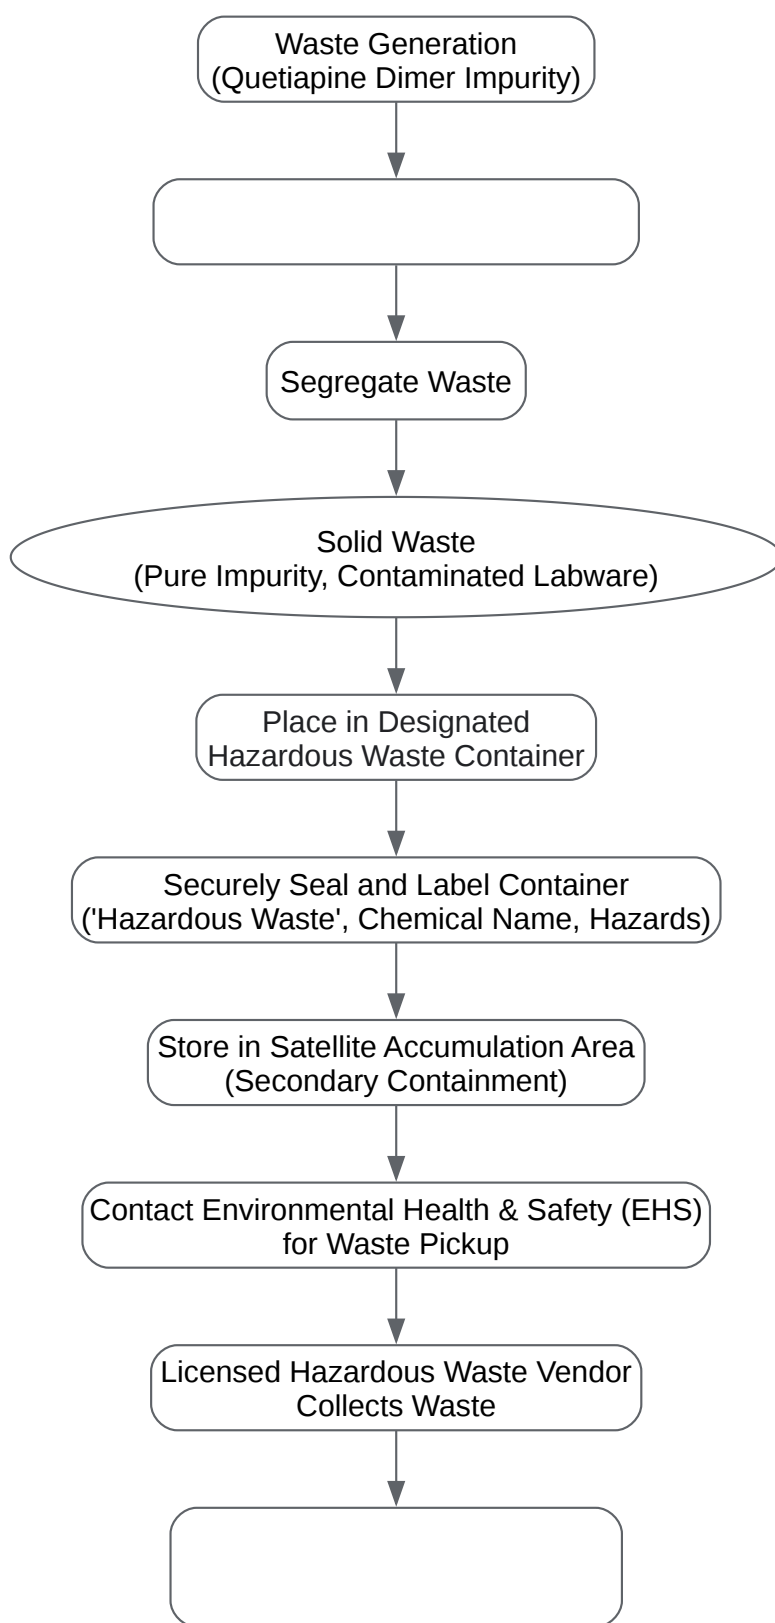 Waste Generation
(Quetiapine Dimer Impurity)
Segregate Waste
Solid Waste
(Pure Impurity, Contaminated Labware)
Place in Designated
Hazardous Waste Container
Securely Seal and Label Container
('Hazardous Waste', Chemical Name, Hazards)
Store in Satellite Accumulation Area
(Secondary Containment)
Contact Environmental Health & Safety (EHS)
for Waste Pickup
Licensed Hazardous Waste Vendor
Collects Waste